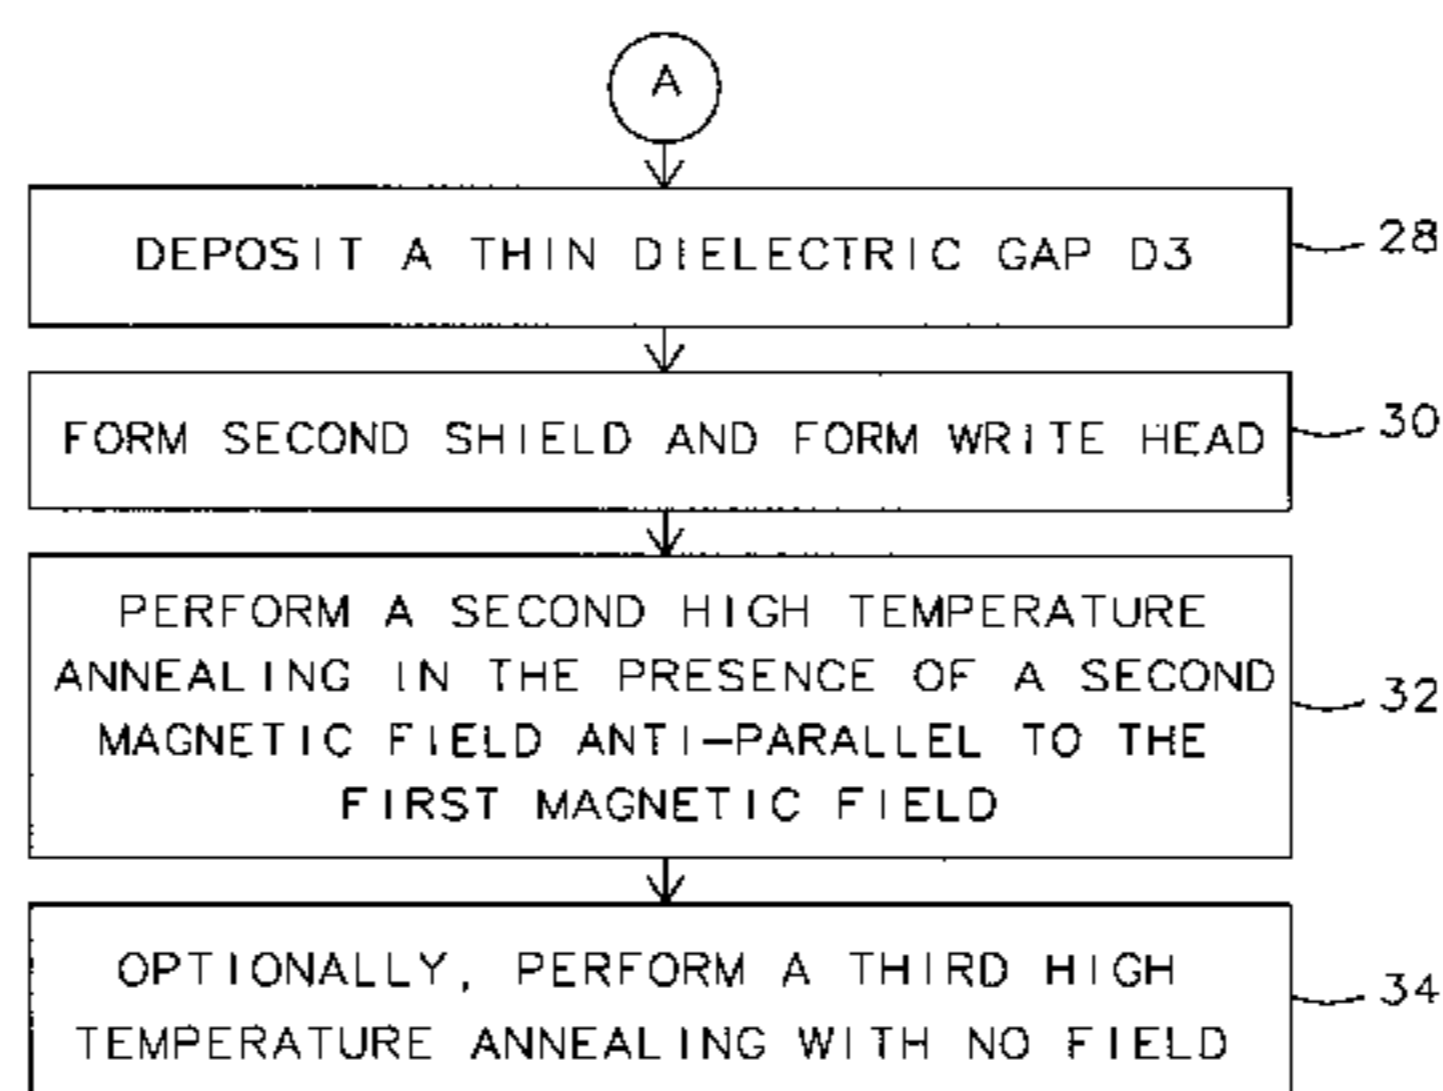 A
DEPOSIT A THIN DIELECTRIC GAP D3
28
FORM SECOND SHIELD AND FORM WRITE HEAD
30
PERFORM A SECOND HIGH TEMPERATURE
ANNEALING IN THE PRESENCE OF A SECOND
MAGNETIC FIELD ANTI-PARALLEL TO THE
FIRST MAGNETIC FIELD
32
OPTIONALLY, PERFORM A THIRD HIGH
TEMPERATURE ANNEALING WITH NO FIELD
34